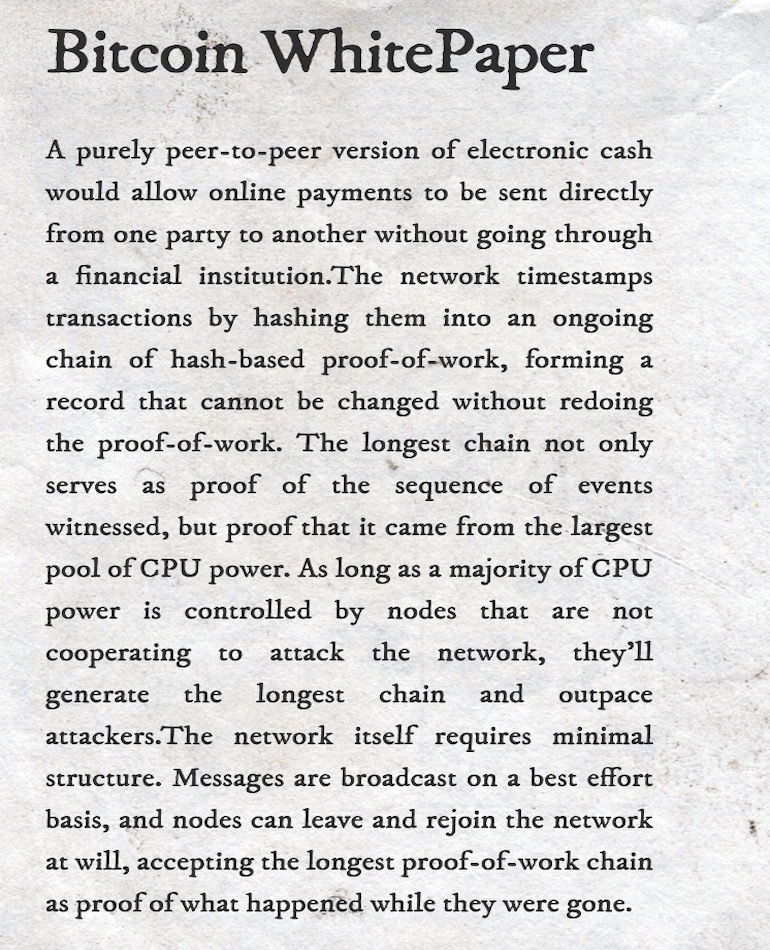 Bitcoin WhitePaper
A purely peer-to-peer version of electronic cash
would allow online payments to be sent directly
from one party to another without going through
a financial institution.The network timestamps
transactions by hashing them into an ongoing
chain of hash-based proof-of-work, forming a
record that cannot be changed without redoing
the proof-of-work. The longest chain not only
serves as proof of the sequence of events
witnessed, but proof that it came from the largest
pool of CPU power. As long as a majority of CPU
power is controlled by nodes that are not
cooperating to attack the network, they’ll
generate the longest chain and outpace
attackers.The network itself requires minimal
structure. Messages are broadcast on a best effort
basis, and nodes can leave and rejoin the network
at will, accepting the longest proof-of-work chain
as proof of what happened while they were gone.